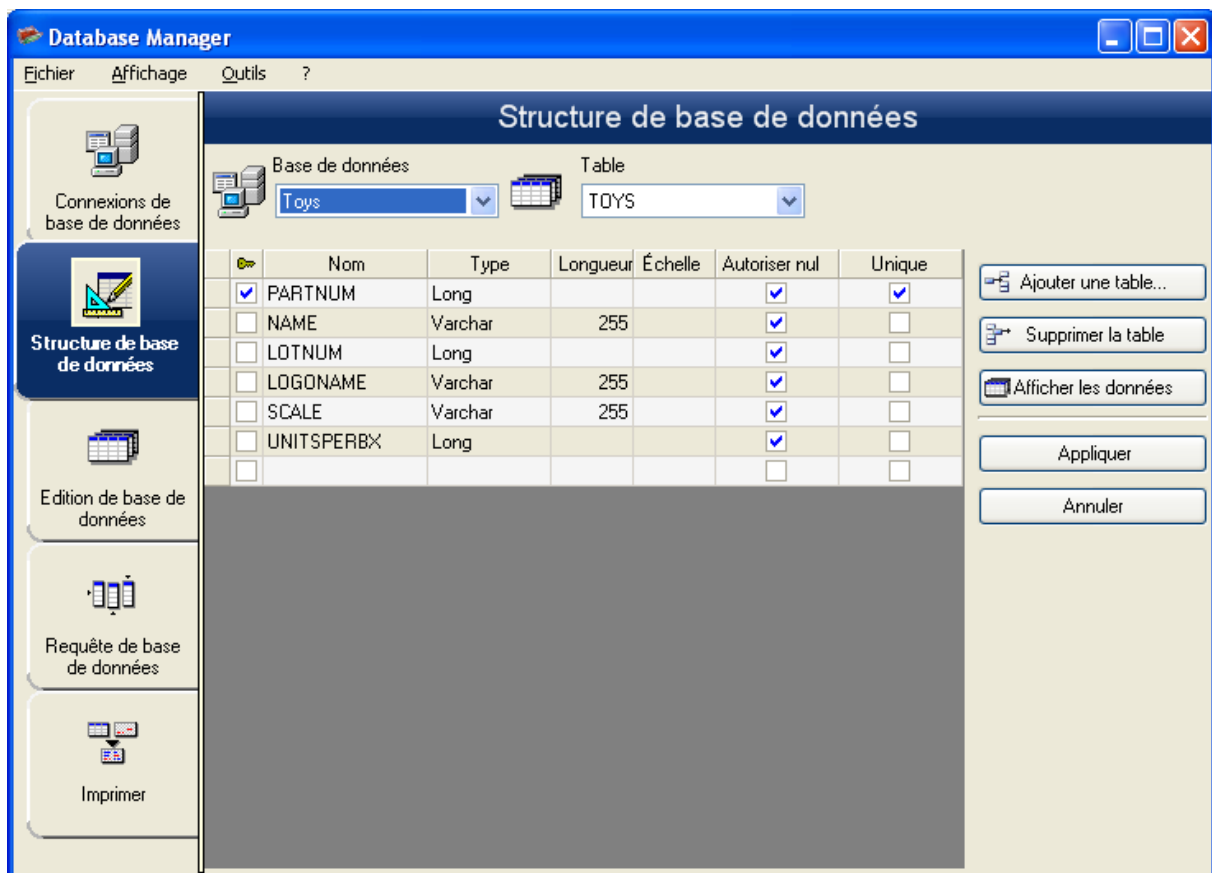 Database Manager
Fichier Affichage Outils ?
Structure de base de données
Connexions de
base de données
Structure de base
de données
Edition de base de
données
Requête de base
de données
Imprimer
Base de données
Toys
Table
TOYS
Nom Type Longueur Échelle Autoriser nul Unique
PARTNUM Long
NAME Varchar 255
LOTNUM Long
LOGONAME Varchar 255
SCALE Varchar 255
UNITSPERBX Long
Ajouter une table...
Supprimer la table
Afficher les données
Appliquer
Annuler